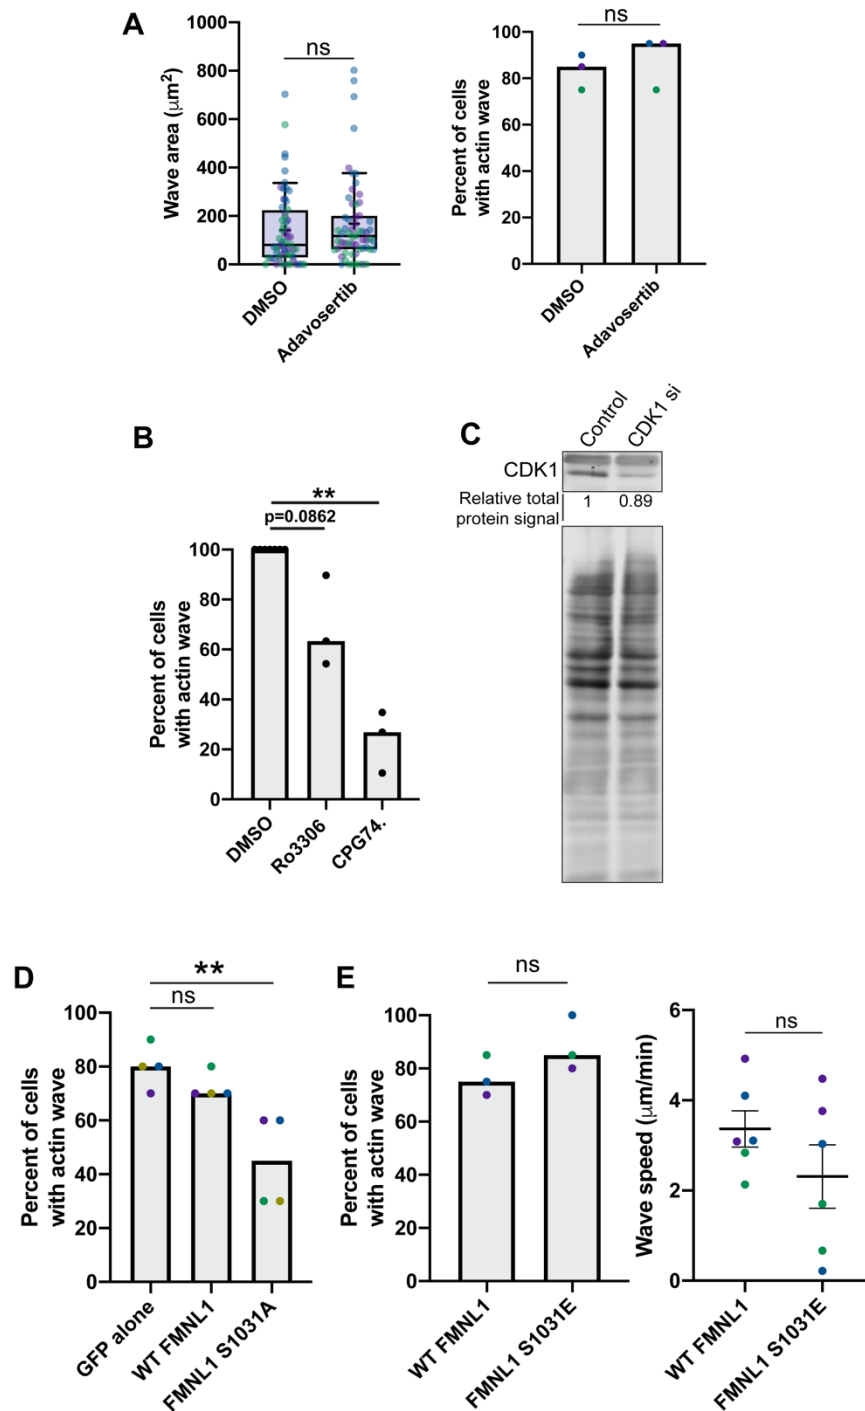 A
Wave area (μm²)
1000
800
600
400
200
0
ns
DMSO
Adavosertib
Percent of cells
with actin wave
100
80
60
40
20
0
ns
DMSO
Adavosertib
B
Percent of cells
with actin wave
100
80
60
40
20
0
**
p=0.0862
DMSO
Ro3306
CPG74.
C
Control
CDK1 si
CDK1
Relative total
protein signal
1 0.89
D
Percent of cells
with actin wave
100
80
60
40
20
0
**
ns
GFP alone
WT FMNL1
FMNL1 S1031A
E
Percent of cells
with actin wave
100
80
60
40
20
0
ns
WT FMNL1
FMNL1 S1031E
Wave speed (μm/min)
6
4
2
0
ns
WT FMNL1
FMNL1 S1031E